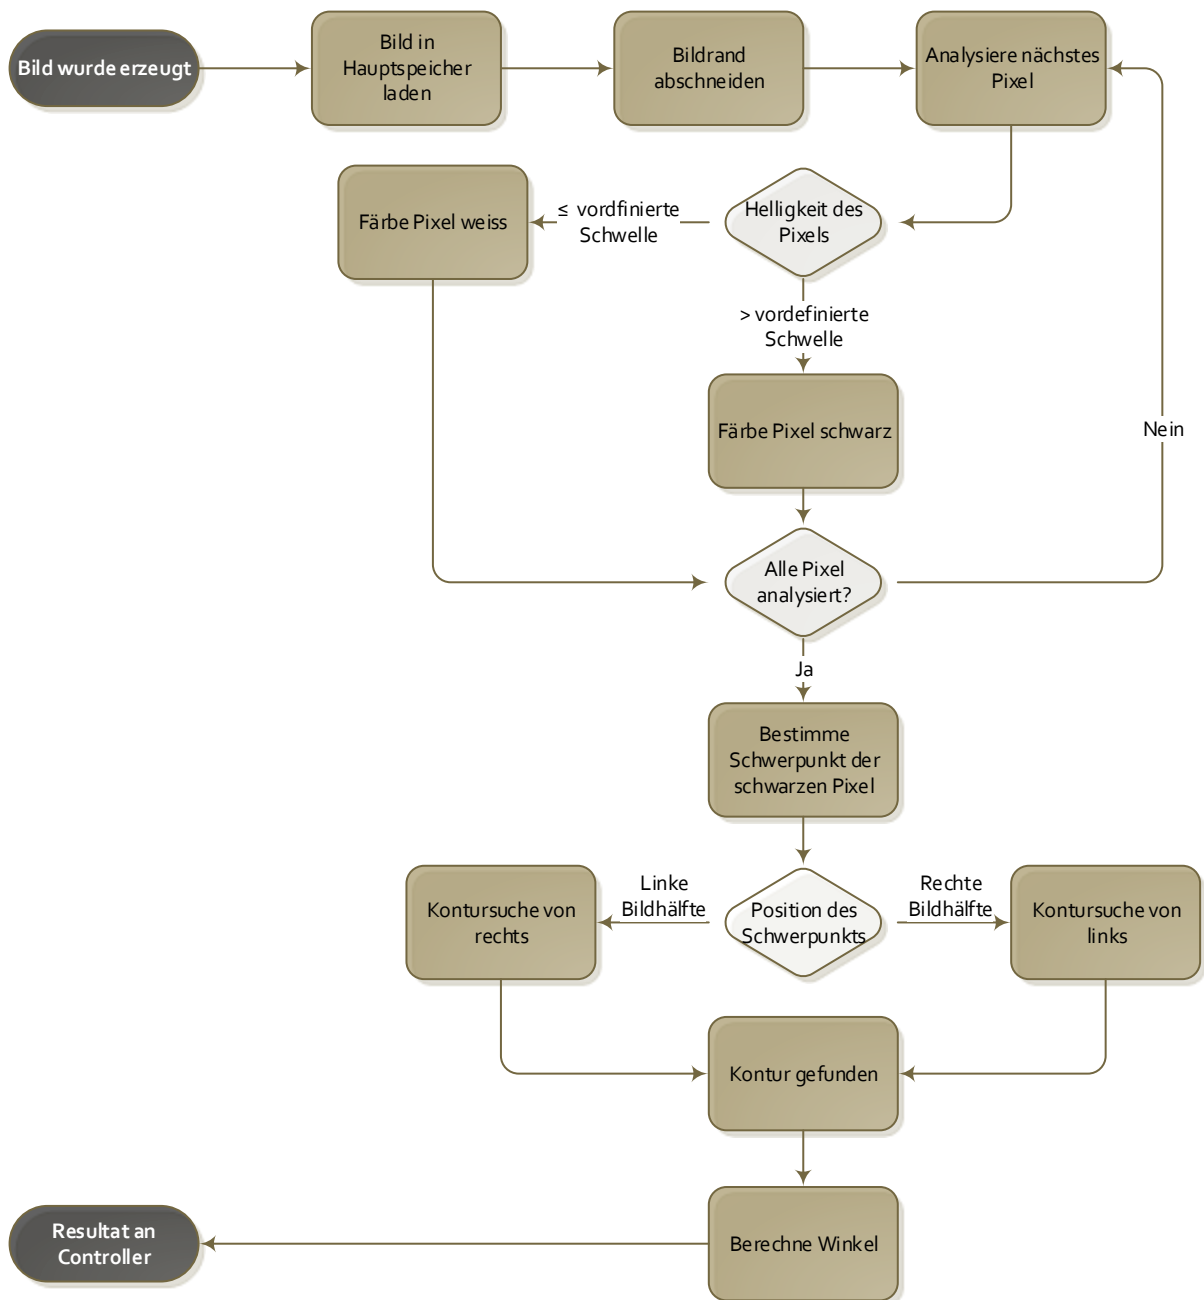 Bild wurde erzeugt
Bild in
Hauptspeicher
laden
Bildrand
abschneiden
Analysiere nächstes
Pixel
Färbe Pixel weiss
≤ vordfinierte
Schwelle
Helligkeit des
Pixels
> vordefinierte
Schwelle
Färbe Pixel schwarz
Nein
Alle Pixel
analysiert?
Ja
Bestimme
Schwerpunkt der
schwarzen Pixel
Kontursuche von
rechts
Linke
Bildhälfte
Position des
Schwerpunkts
Rechte
Bildhälfte
Kontursuche von
links
Kontur gefunden
Berechne Winkel
Resultat an
Controller